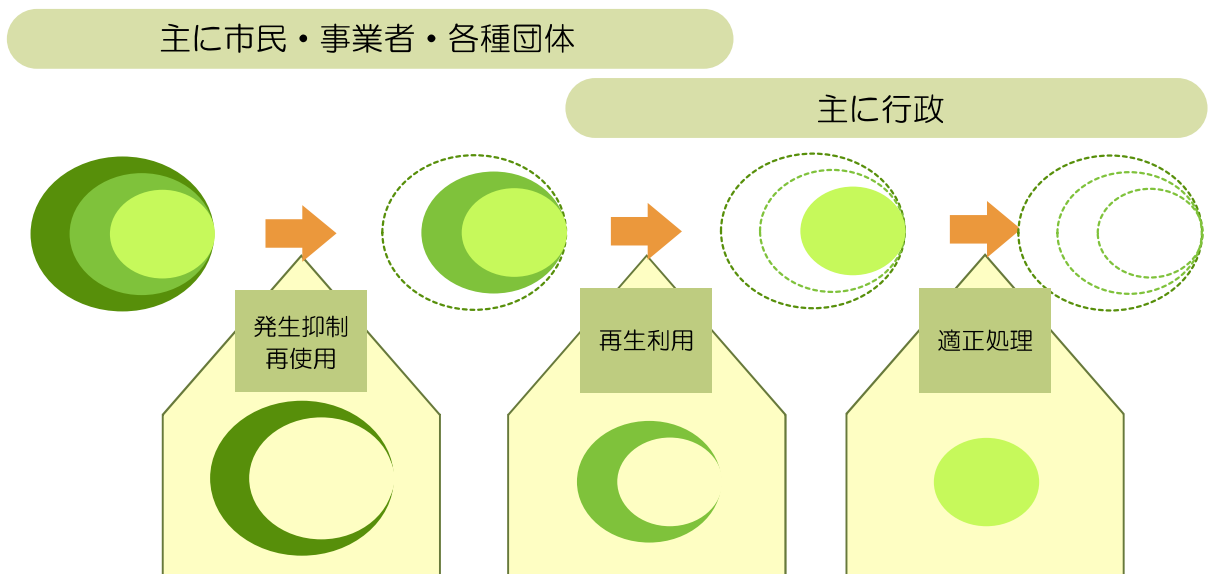 主に市民・事業者・各種団体
主に行政
発生抑制
再使用
再生利用
適正処理